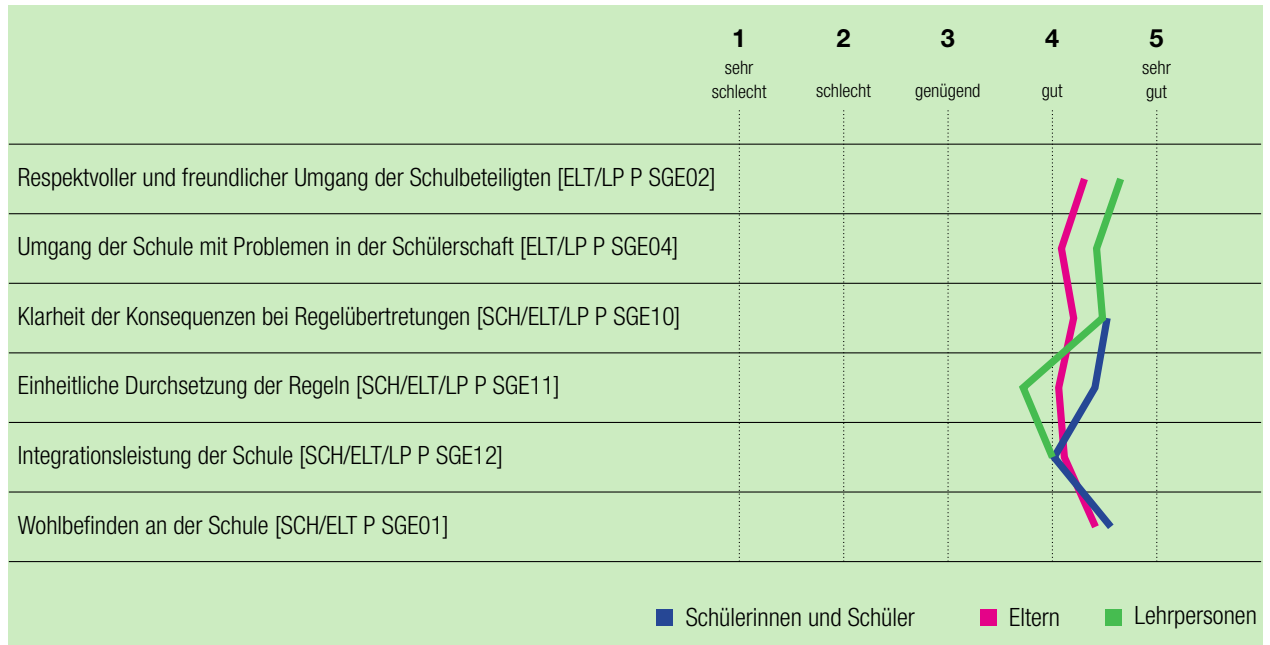 1 2 3 4 5
sehr schlecht schlecht genügend gut sehr gut
Respektvoller und freundlicher Umgang der Schulbeteiligten [ELT/LP P SGE02]
Umgang der Schule mit Problemen in der Schülerschaft [ELT/LP P SGE04]
Klarheit der Konsequenzen bei Regelübertretungen [SCH/ELT/LP P SGE10]
Einheitliche Durchsetzung der Regeln [SCH/ELT/LP P SGE11]
Integrationsleistung der Schule [SCH/ELT/LP P SGE12]
Wohlbefinden an der Schule [SCH/ELT P SGE01]
Schülerinnen und Schüler Eltern Lehrpersonen